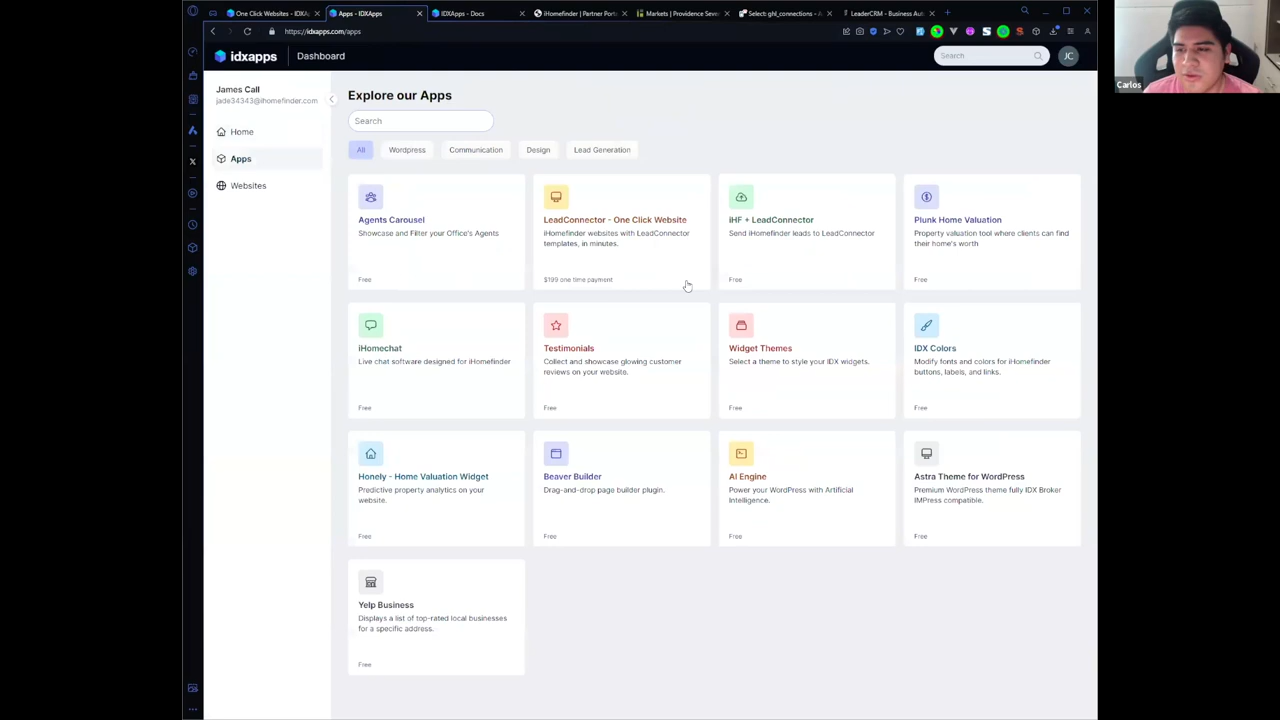 One Click Websites - IDXA
Apps - IDXApps
IDXApps - Docs
iHomefinder | Partner Port
Markets | Providence Seve
Select: ghl_connections - A
LeaderCRM - Business Aut
https://idxapps.com/apps
idxapps
Dashboard
Search
JC
Carlos
James Call
jade34343@ihomefinder.com
Home
Apps
Websites
Explore our Apps
Search
All
Wordpress
Communication
Design
Lead Generation
Agents Carousel
Showcase and Filter your Office's Agents
Free
LeadConnector - One Click Website
iHomefinder websites with LeadConnector
templates, in minutes.
$199 one time payment
iHF + LeadConnector
Send iHomefinder leads to LeadConnector
Free
Plunk Home Valuation
Property valuation tool where clients can find
their home's worth
Free
iHomechat
Live chat software designed for iHomefinder
Free
Testimonials
Collect and showcase glowing customer
reviews on your website.
Free
Widget Themes
Select a theme to style your IDX widgets.
Free
IDX Colors
Modify fonts and colors for iHomefinder
buttons, labels, and links.
Free
Honely - Home Valuation Widget
Predictive property analytics on your
website.
Free
Beaver Builder
Drag-and-drop page builder plugin.
Free
AI Engine
Power your WordPress with Artificial
Intelligence.
Free
Astra Theme for WordPress
Premium WordPress theme fully IDX Broker
IMPress compatible.
Free
Yelp Business
Displays a list of top-rated local businesses
for a specific address.
Free